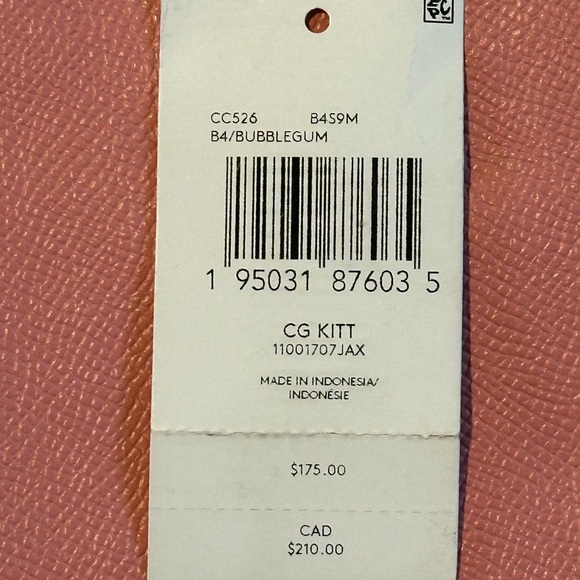 CC526 B4S9M
B4/BUBBLEGUM
1 95031 87603 5
CG KITT
11001707JAX
MADE IN INDONESIA/
INDONÉSIE
$175.00
CAD
$210.00